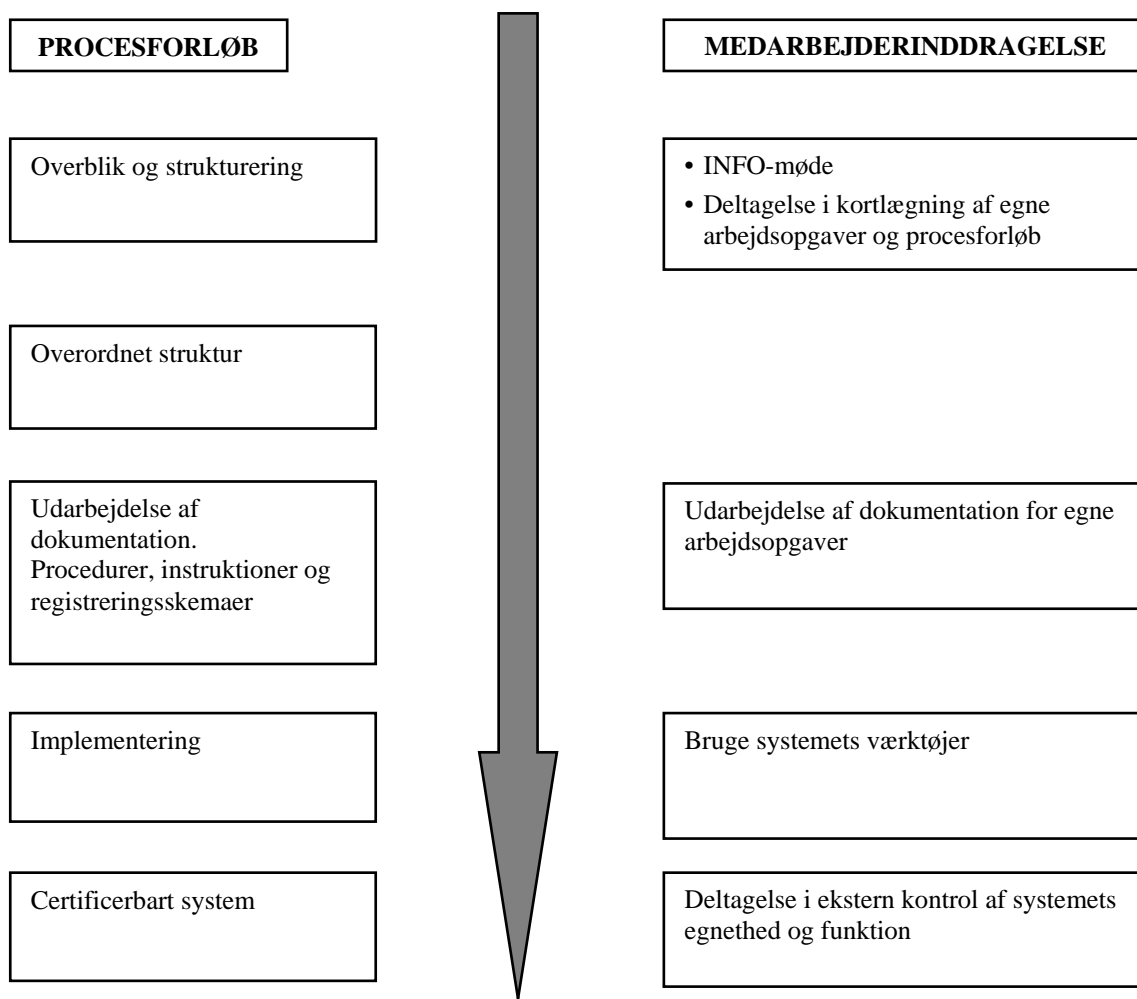 PROCESFORLØB
MEDARBEJDERINDDRAGELSE
Overblik og strukturering
• INFO-møde
• Deltagelse i kortlægning af egne
arbejdsopgaver og procesforløb
Overordnet struktur
Udarbejdelse af
dokumentation.
Procedurer, instruktioner og
registreringsskemaer
Udarbejdelse af dokumentation for egne
arbejdsopgaver
Implementering
Bruge systemets værktøjer
Certificerbart system
Deltagelse i ekstern kontrol af systemets
egnethed og funktion